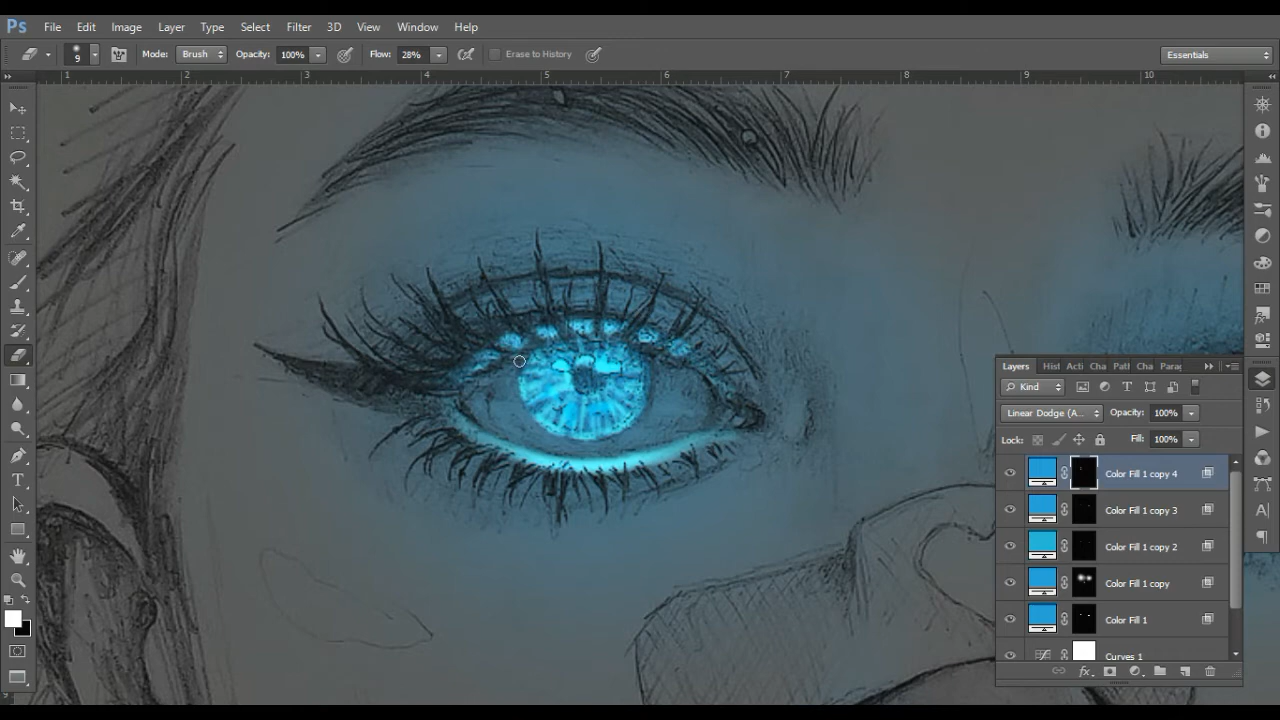 Ps File Edit Image Layer Type Select Filter 3D View Window Help
9 Mode: Brush Opacity: 100% Flow: 28% Erase to History Essentials
1 2 3 4 5 6 7 8 9 10
Layers Hist Acti Cha Patl Cha Para
Kind
Linear Dodge (A... Opacity: 100%
Lock: Fill: 100%
Color Fill 1 copy 4
Color Fill 1 copy 3
Color Fill 1 copy 2
Color Fill 1 copy
Color Fill 1
Curves 1
fx